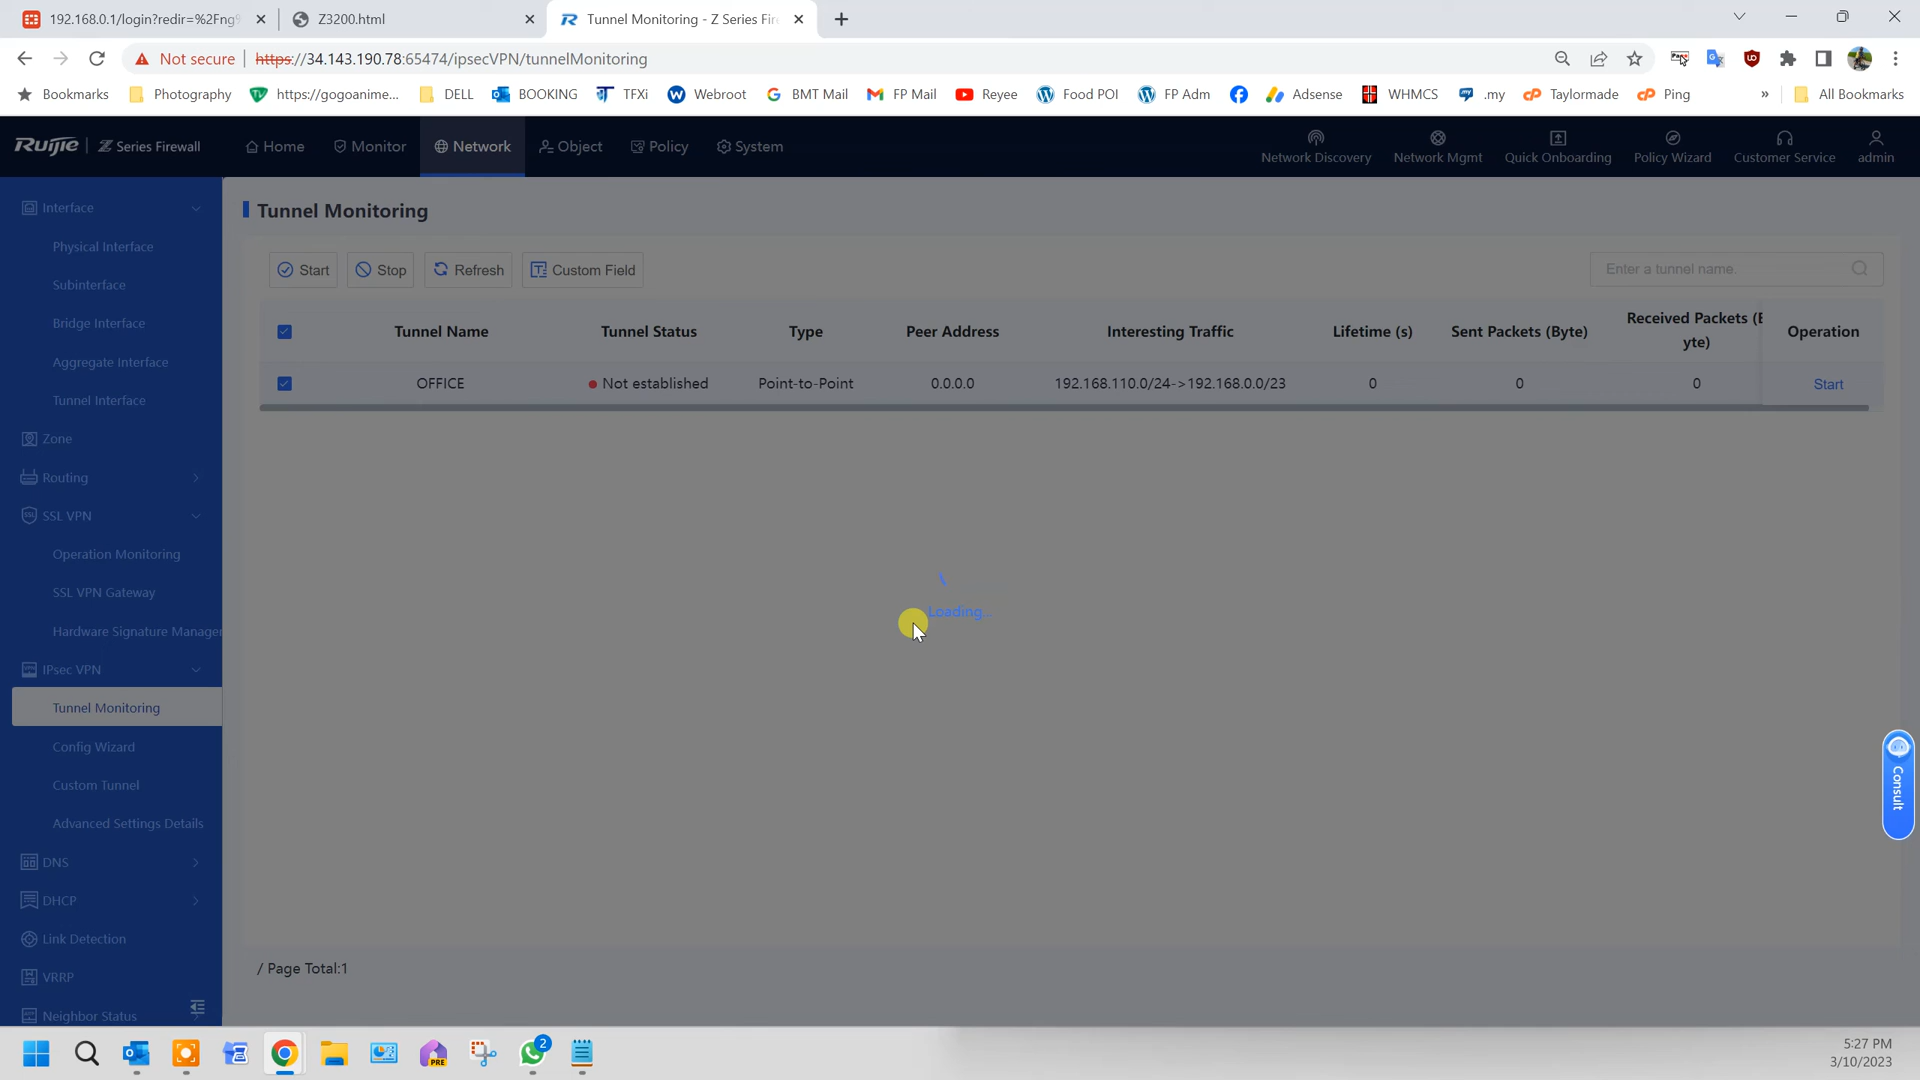 192.168.0.1/login?redir=%2Fng
Z3200.html
Tunnel Monitoring - Z Series Fire
Not secure
https://34.143.190.78:65474/ipsecVPN/tunnelMonitoring
Bookmarks
Photography
https://gogoanime...
DELL
BOOKING
TFXi
Webroot
BMT Mail
FP Mail
Reyee
Food POI
FP Adm
Adsense
WHMCS
.my
Taylormade
Ping
»
All Bookmarks
Ruijie | Z Series Firewall
Home
Monitor
Network
Object
Policy
System
Network Discovery
Network Mgmt
Quick Onboarding
Policy Wizard
Customer Service
admin
Interface
Physical Interface
Subinterface
Bridge Interface
Aggregate Interface
Tunnel Interface
Zone
Routing
SSL VPN
Operation Monitoring
SSL VPN Gateway
Hardware Signature Manager
IPsec VPN
Tunnel Monitoring
Config Wizard
Custom Tunnel
Advanced Settings Details
DNS
DHCP
Link Detection
VRRP
Neighbor Status
Tunnel Monitoring
Start
Stop
Refresh
Custom Field
Enter a tunnel name.
Tunnel Name
Tunnel Status
Type
Peer Address
Interesting Traffic
Lifetime (s)
Sent Packets (Byte)
Received Packets (B
yte)
Operation
OFFICE
Not established
Point-to-Point
0.0.0.0
192.168.110.0/24->192.168.0.0/23
0
0
0
Start
Loading...
/ Page Total:1
Consult
PRE
2
5:27 PM
3/10/2023